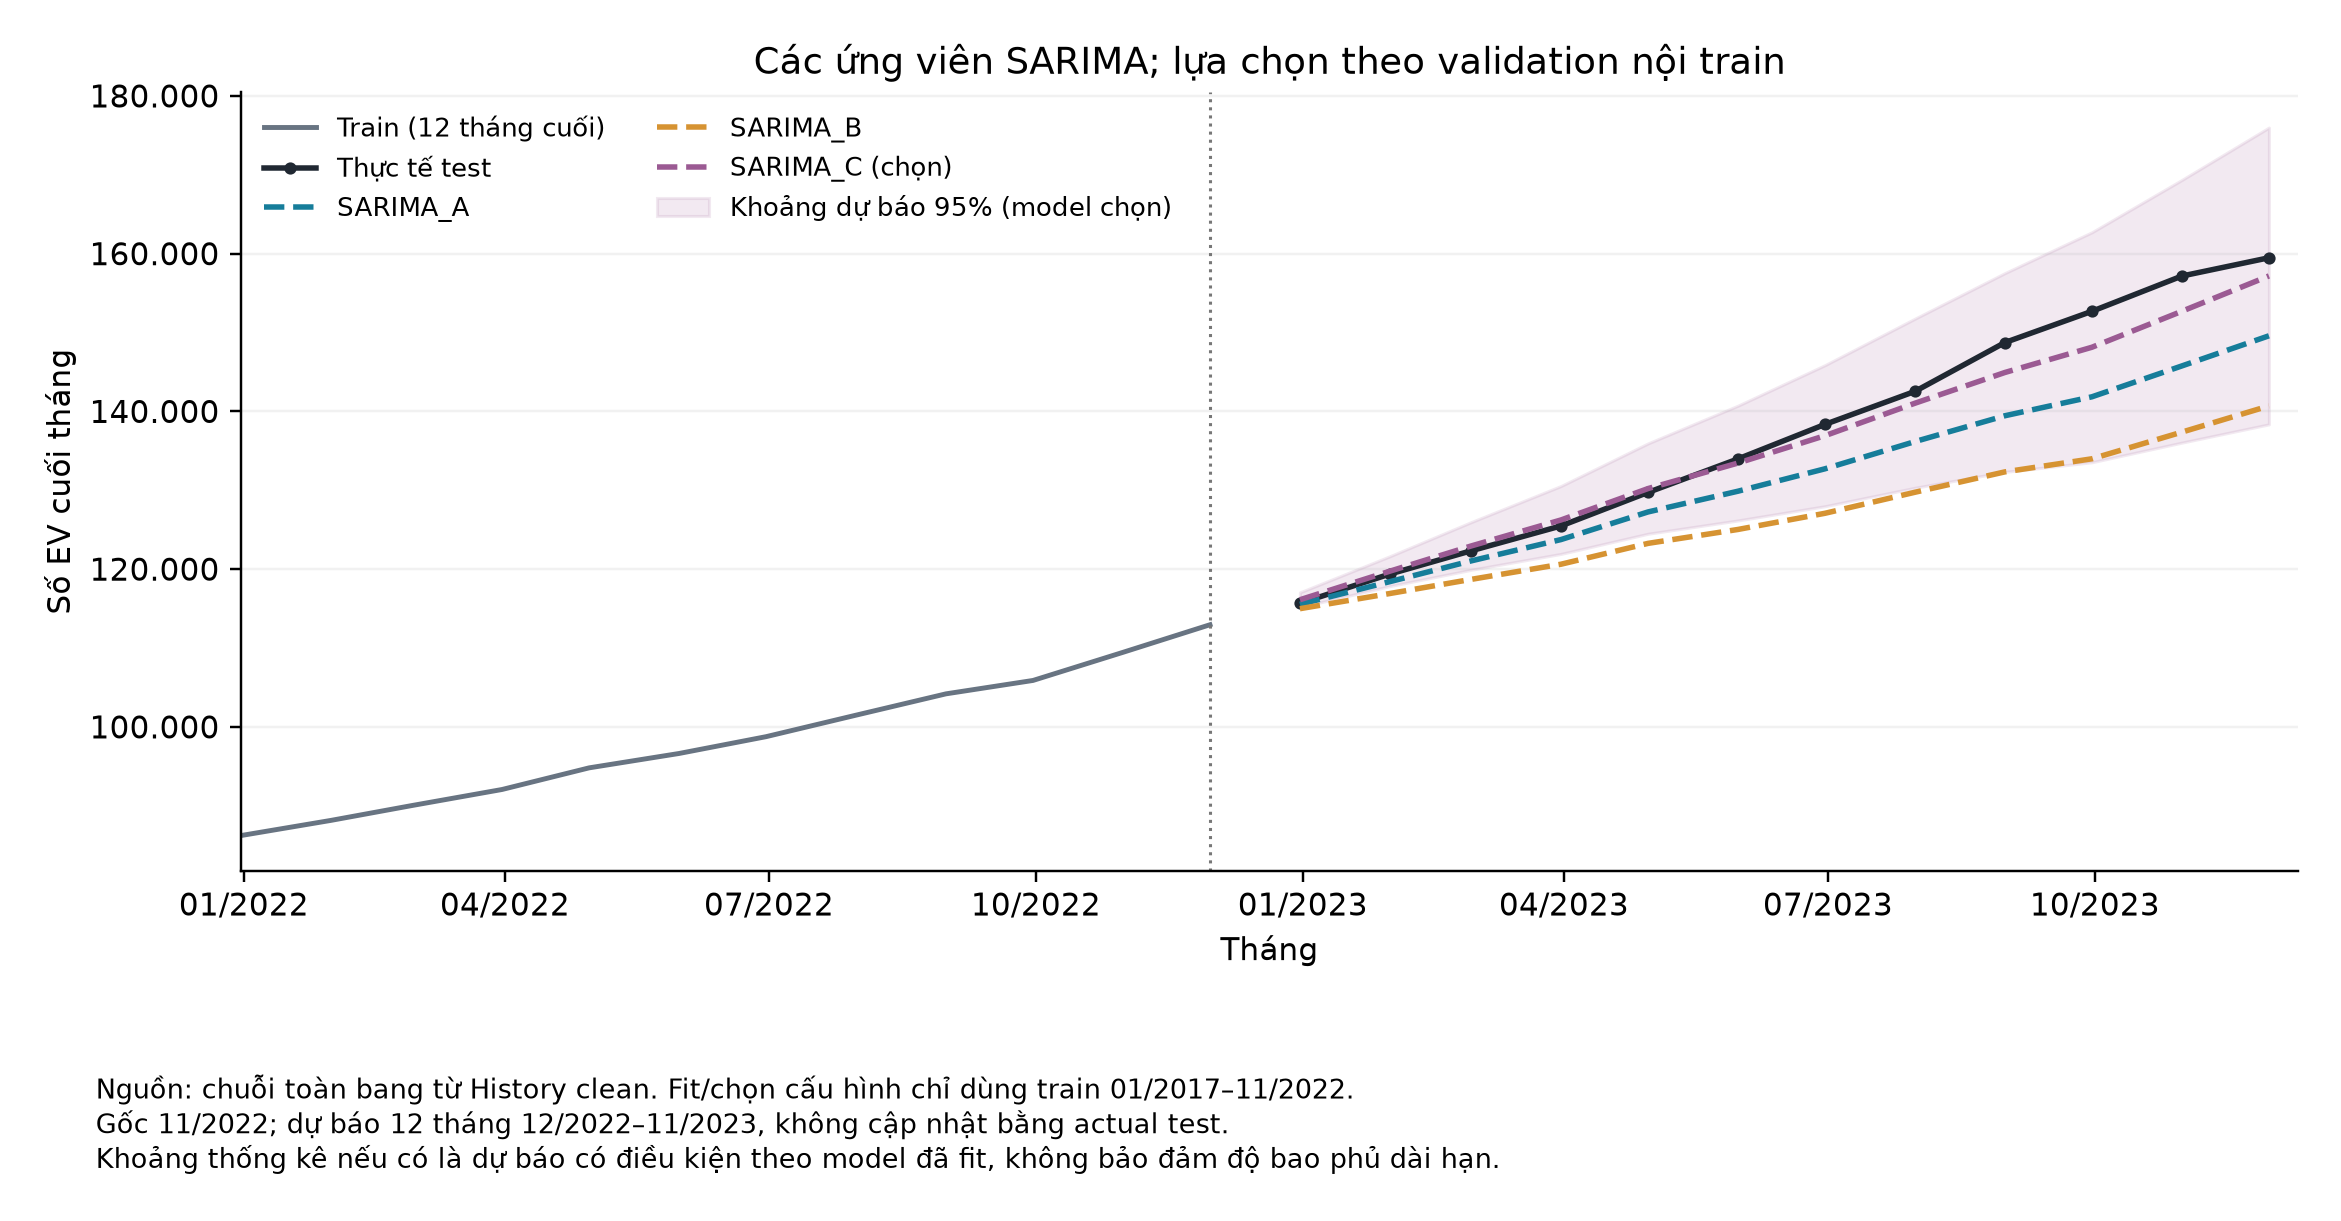 Các ứng viên SARIMA; lựa chọn theo validation nội train
180.000
160.000
140.000
120.000
100.000
Số EV cuối tháng
Train (12 tháng cuối)
Thực tế test
SARIMA_A
SARIMA_B
SARIMA_C (chọn)
Khoảng dự báo 95% (model chọn)
01/2022 04/2022 07/2022 10/2022 01/2023 04/2023 07/2023 10/2023
Tháng
Nguồn: chuỗi toàn bang từ History clean. Fit/chọn cấu hình chỉ dùng train 01/2017–11/2022.
Gốc 11/2022; dự báo 12 tháng 12/2022–11/2023, không cập nhật bằng actual test.
Khoảng thống kê nếu có là dự báo có điều kiện theo model đã fit, không bảo đảm độ bao phủ dài hạn.